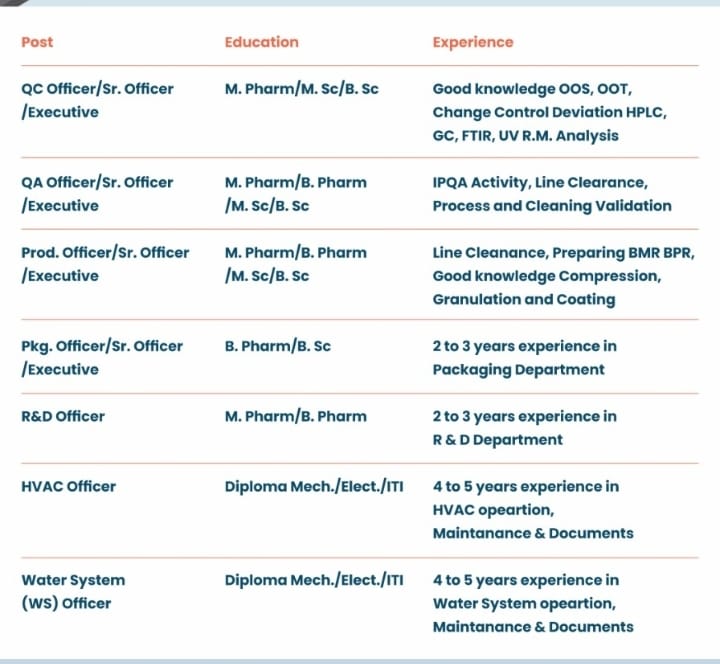 Post Education Experience
QC Officer/Sr. Officer M. Pharm/M. Sc/B. Sc Good knowledge OOS, OOT,
/Executive Change Control Deviation HPLC,
GC, FTIR, UV R.M. Analysis
QA Officer/Sr. Officer M. Pharm/B. Pharm IPQA Activity, Line Clearance,
/Executive /M. Sc/B. Sc Process and Cleaning Validation
Prod. Officer/Sr. Officer M. Pharm/B. Pharm Line Cleanance, Preparing BMR BPR,
/Executive /M. Sc/B. Sc Good knowledge Compression,
Granulation and Coating
Pkg. Officer/Sr. Officer B. Pharm/B. Sc 2 to 3 years experience in
/Executive Packaging Department
R&D Officer M. Pharm/B. Pharm 2 to 3 years experience in
R & D Department
HVAC Officer Diploma Mech./Elect./ITI 4 to 5 years experience in
HVAC opeartion,
Maintanance & Documents
Water System Diploma Mech./Elect./ITI 4 to 5 years experience in
(WS) Officer Water System opeartion,
Maintanance & Documents